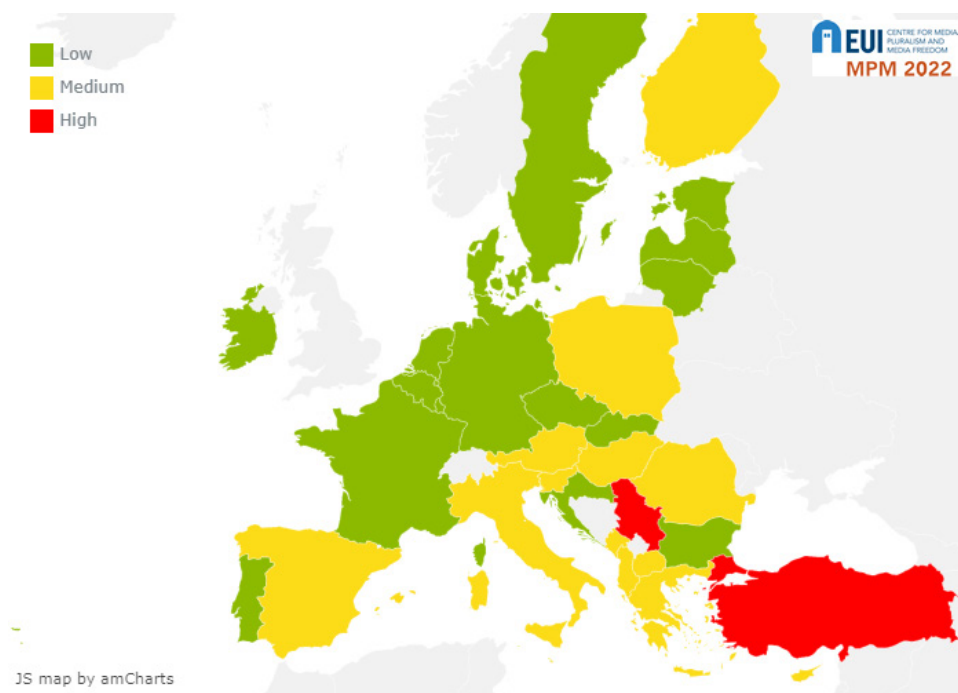 Low
Medium
High
EUI
CENTRE FOR MEDIA
PLURALISM AND
MEDIA FREEDOM
MPM 2022
JS map by amCharts